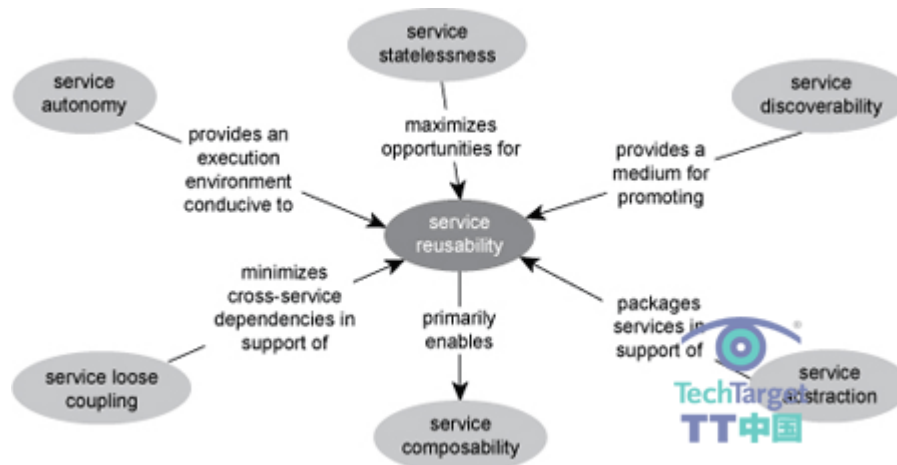 service
statelessness
service
autonomy
service
discoverability
provides an
execution
environment
conducive to
maximizes
opportunities for
provides a
medium for
promoting
service
reusability
minimizes
cross-service
dependencies in
support of
primarily
enables
packages
services in
support of
®
service loose
coupling
service
composability
service
abstraction
TechTarget
TT中国